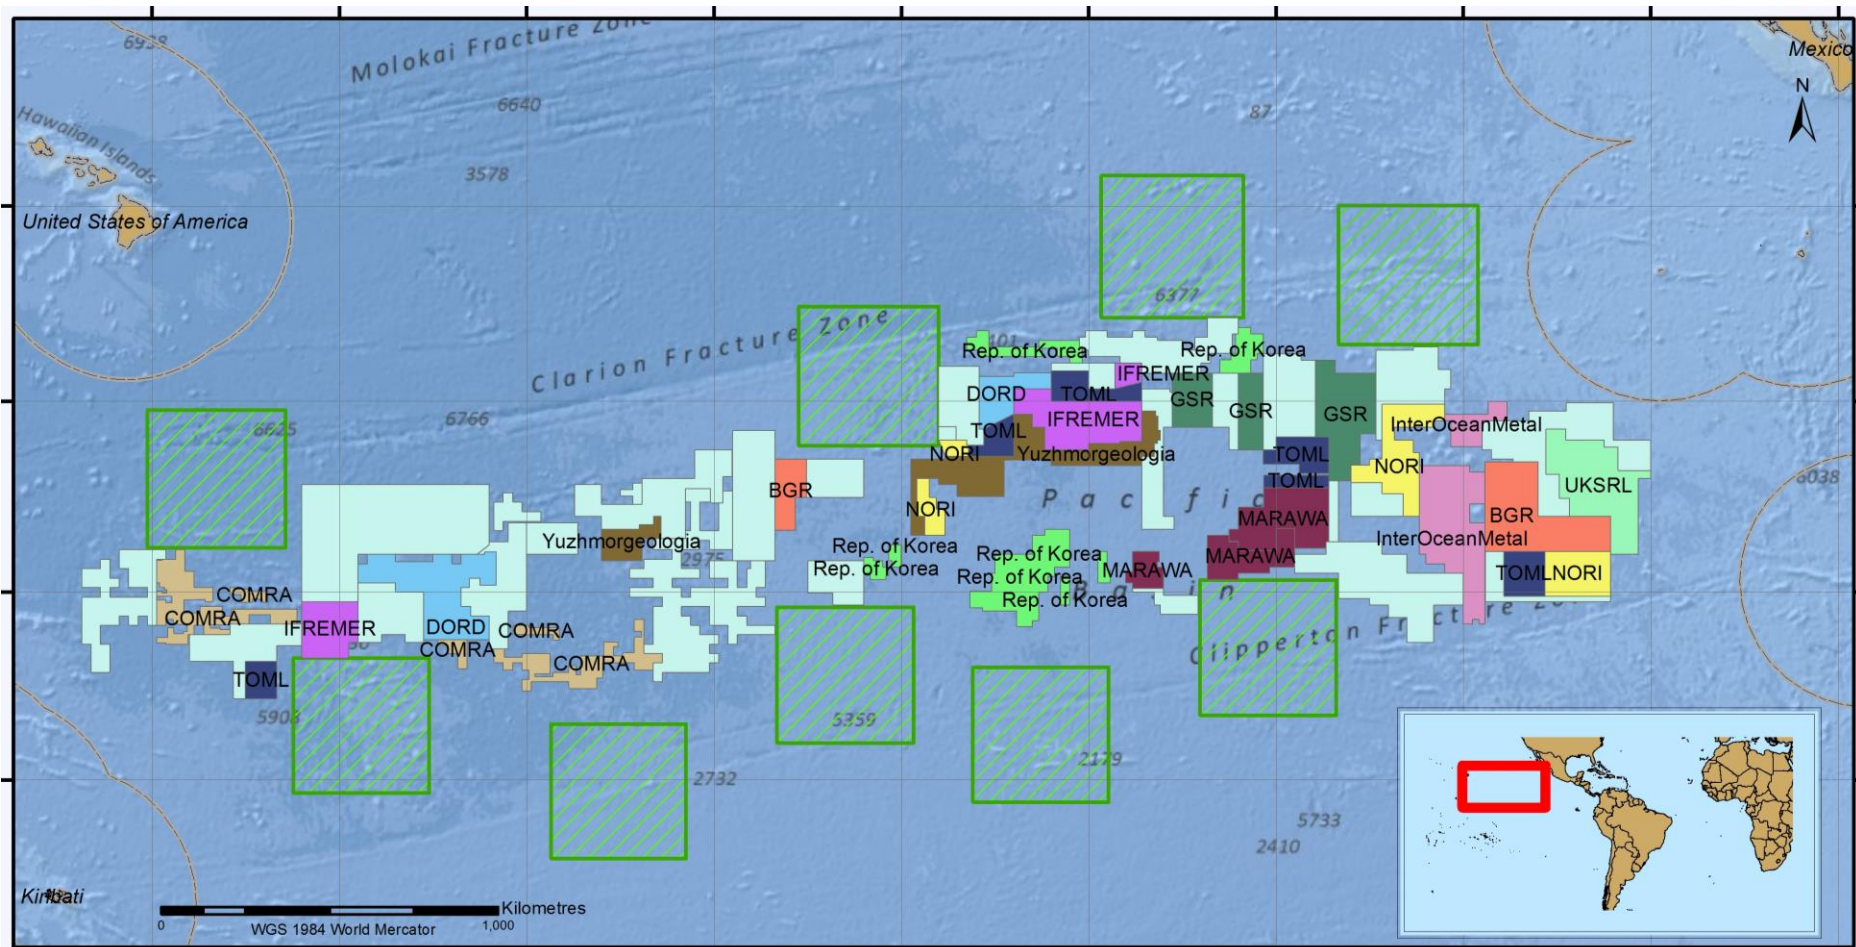 6938
Molokai Fracture Zone
Mexico
N
6640
87
Hawaiian Islands
3578
United States of America
6377
Clarion Fracture Zone
Rep. of Korea
Rep. of Korea
IFREMER
DORD
TOML
GSR
GSR
GSR
6766
6625
IFREMER
InterOceanMetal
TOML
NORI
Yuzhmorgeologia
TOML
NORI
6038
BGR
TOML
UKSRL
Pacific
NORI
MARAWA
BGR
Yuzhmorgeologia
InterOceanMetal
Rep. of Korea
2975
Rep. of Korea
MARAWA
Rep. of Korea
MARAWA
TOML
NORI
Rep. of Korea
Basin
COMRA
Rep. of Korea
COMRA
IFREMER
DORD
COMRA
Clipperton Fracture Zone
COMRA
COMRA
TOML
5903
5359
2179
2732
5733
2410
Kiribati
Kilometres
0
WGS 1984 World Mercator
1,000